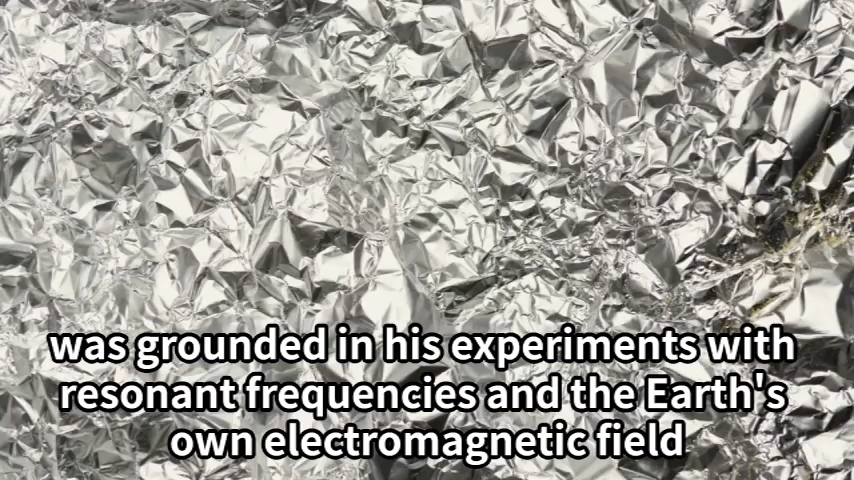 was grounded in his experiments with
resonant frequencies and the Earth's
own electromagnetic field